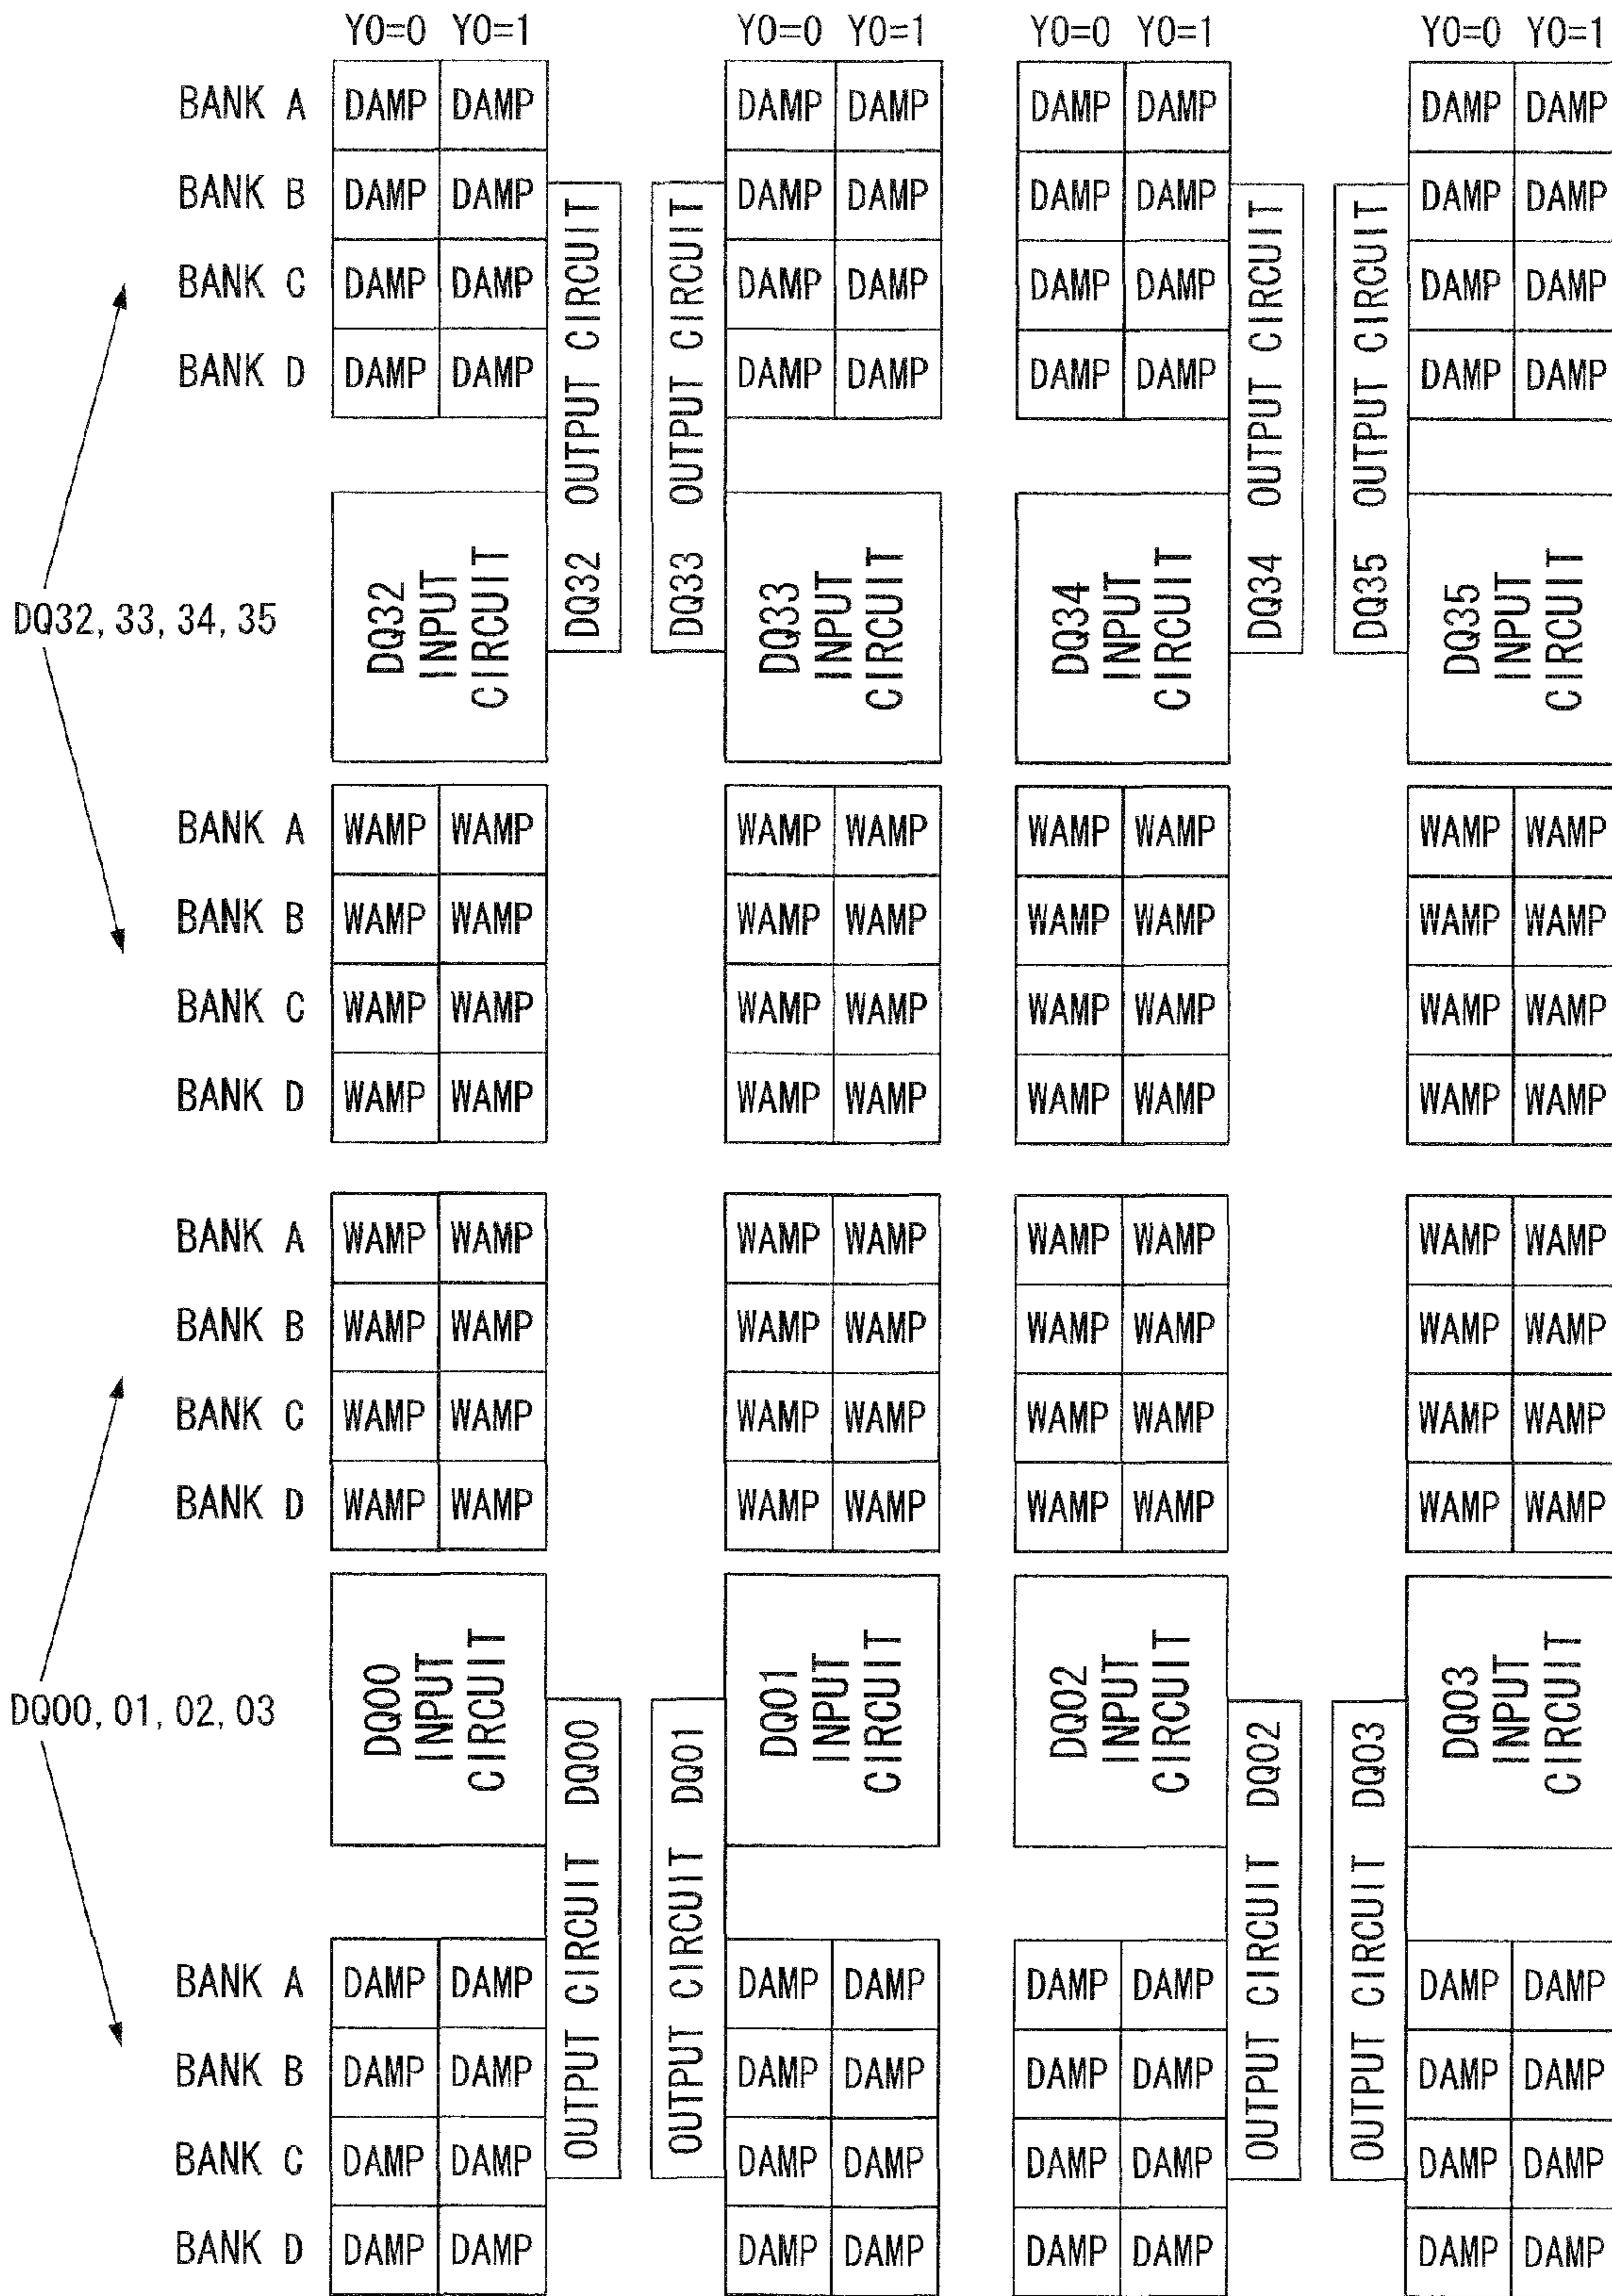 Y0=0 Y0=1 Y0=0 Y0=1 Y0=0 Y0=1 Y0=0 Y0=1
BANK A DAMP DAMP DAMP DAMP DAMP DAMP DAMP DAMP
BANK B DAMP DAMP DAMP DAMP DAMP DAMP DAMP DAMP
BANK C DAMP DAMP DAMP DAMP DAMP DAMP DAMP DAMP
BANK D DAMP DAMP DAMP DAMP DAMP DAMP DAMP DAMP
DQ32 OUTPUT CIRCUIT
DQ33 OUTPUT CIRCUIT
DQ34 OUTPUT CIRCUIT
DQ35 OUTPUT CIRCUIT
DQ32, 33, 34, 35
DQ32
INPUT
CIRCUIT
DQ33
INPUT
CIRCUIT
DQ34
INPUT
CIRCUIT
DQ35
INPUT
CIRCUIT
BANK A WAMP WAMP WAMP WAMP WAMP WAMP WAMP WAMP
BANK B WAMP WAMP WAMP WAMP WAMP WAMP WAMP WAMP
BANK C WAMP WAMP WAMP WAMP WAMP WAMP WAMP WAMP
BANK D WAMP WAMP WAMP WAMP WAMP WAMP WAMP WAMP
BANK A WAMP WAMP WAMP WAMP WAMP WAMP WAMP WAMP
BANK B WAMP WAMP WAMP WAMP WAMP WAMP WAMP WAMP
BANK C WAMP WAMP WAMP WAMP WAMP WAMP WAMP WAMP
BANK D WAMP WAMP WAMP WAMP WAMP WAMP WAMP WAMP
DQ00, 01, 02, 03
DQ00
INPUT
CIRCUIT
DQ01
INPUT
CIRCUIT
DQ02
INPUT
CIRCUIT
DQ03
INPUT
CIRCUIT
OUTPUT CIRCUIT DQ00
OUTPUT CIRCUIT DQ01
OUTPUT CIRCUIT DQ02
OUTPUT CIRCUIT DQ03
BANK A DAMP DAMP DAMP DAMP DAMP DAMP DAMP DAMP
BANK B DAMP DAMP DAMP DAMP DAMP DAMP DAMP DAMP
BANK C DAMP DAMP DAMP DAMP DAMP DAMP DAMP DAMP
BANK D DAMP DAMP DAMP DAMP DAMP DAMP DAMP DAMP